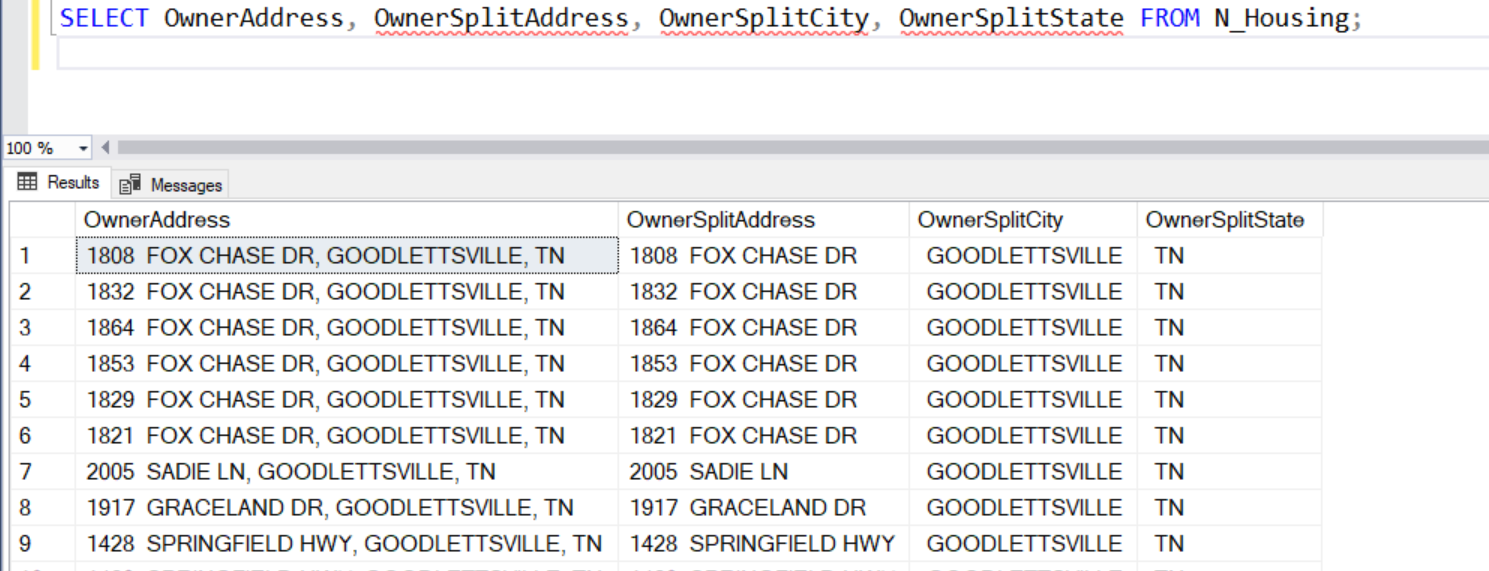 SELECT OwnerAddress, OwnerSplitAddress, OwnerSplitCity, OwnerSplitState FROM N_Housing;
100 %
Results Messages
OwnerAddress OwnerSplitAddress OwnerSplitCity OwnerSplitState
1 1808  FOX CHASE DR, GOODLETTSVILLE, TN 1808  FOX CHASE DR GOODLETTSVILLE TN
2 1832  FOX CHASE DR, GOODLETTSVILLE, TN 1832  FOX CHASE DR GOODLETTSVILLE TN
3 1864  FOX CHASE DR, GOODLETTSVILLE, TN 1864  FOX CHASE DR GOODLETTSVILLE TN
4 1853  FOX CHASE DR, GOODLETTSVILLE, TN 1853  FOX CHASE DR GOODLETTSVILLE TN
5 1829  FOX CHASE DR, GOODLETTSVILLE, TN 1829  FOX CHASE DR GOODLETTSVILLE TN
6 1821  FOX CHASE DR, GOODLETTSVILLE, TN 1821  FOX CHASE DR GOODLETTSVILLE TN
7 2005  SADIE LN, GOODLETTSVILLE, TN 2005  SADIE LN GOODLETTSVILLE TN
8 1917  GRACELAND DR, GOODLETTSVILLE, TN 1917  GRACELAND DR GOODLETTSVILLE TN
9 1428  SPRINGFIELD HWY, GOODLETTSVILLE, TN 1428  SPRINGFIELD HWY GOODLETTSVILLE TN